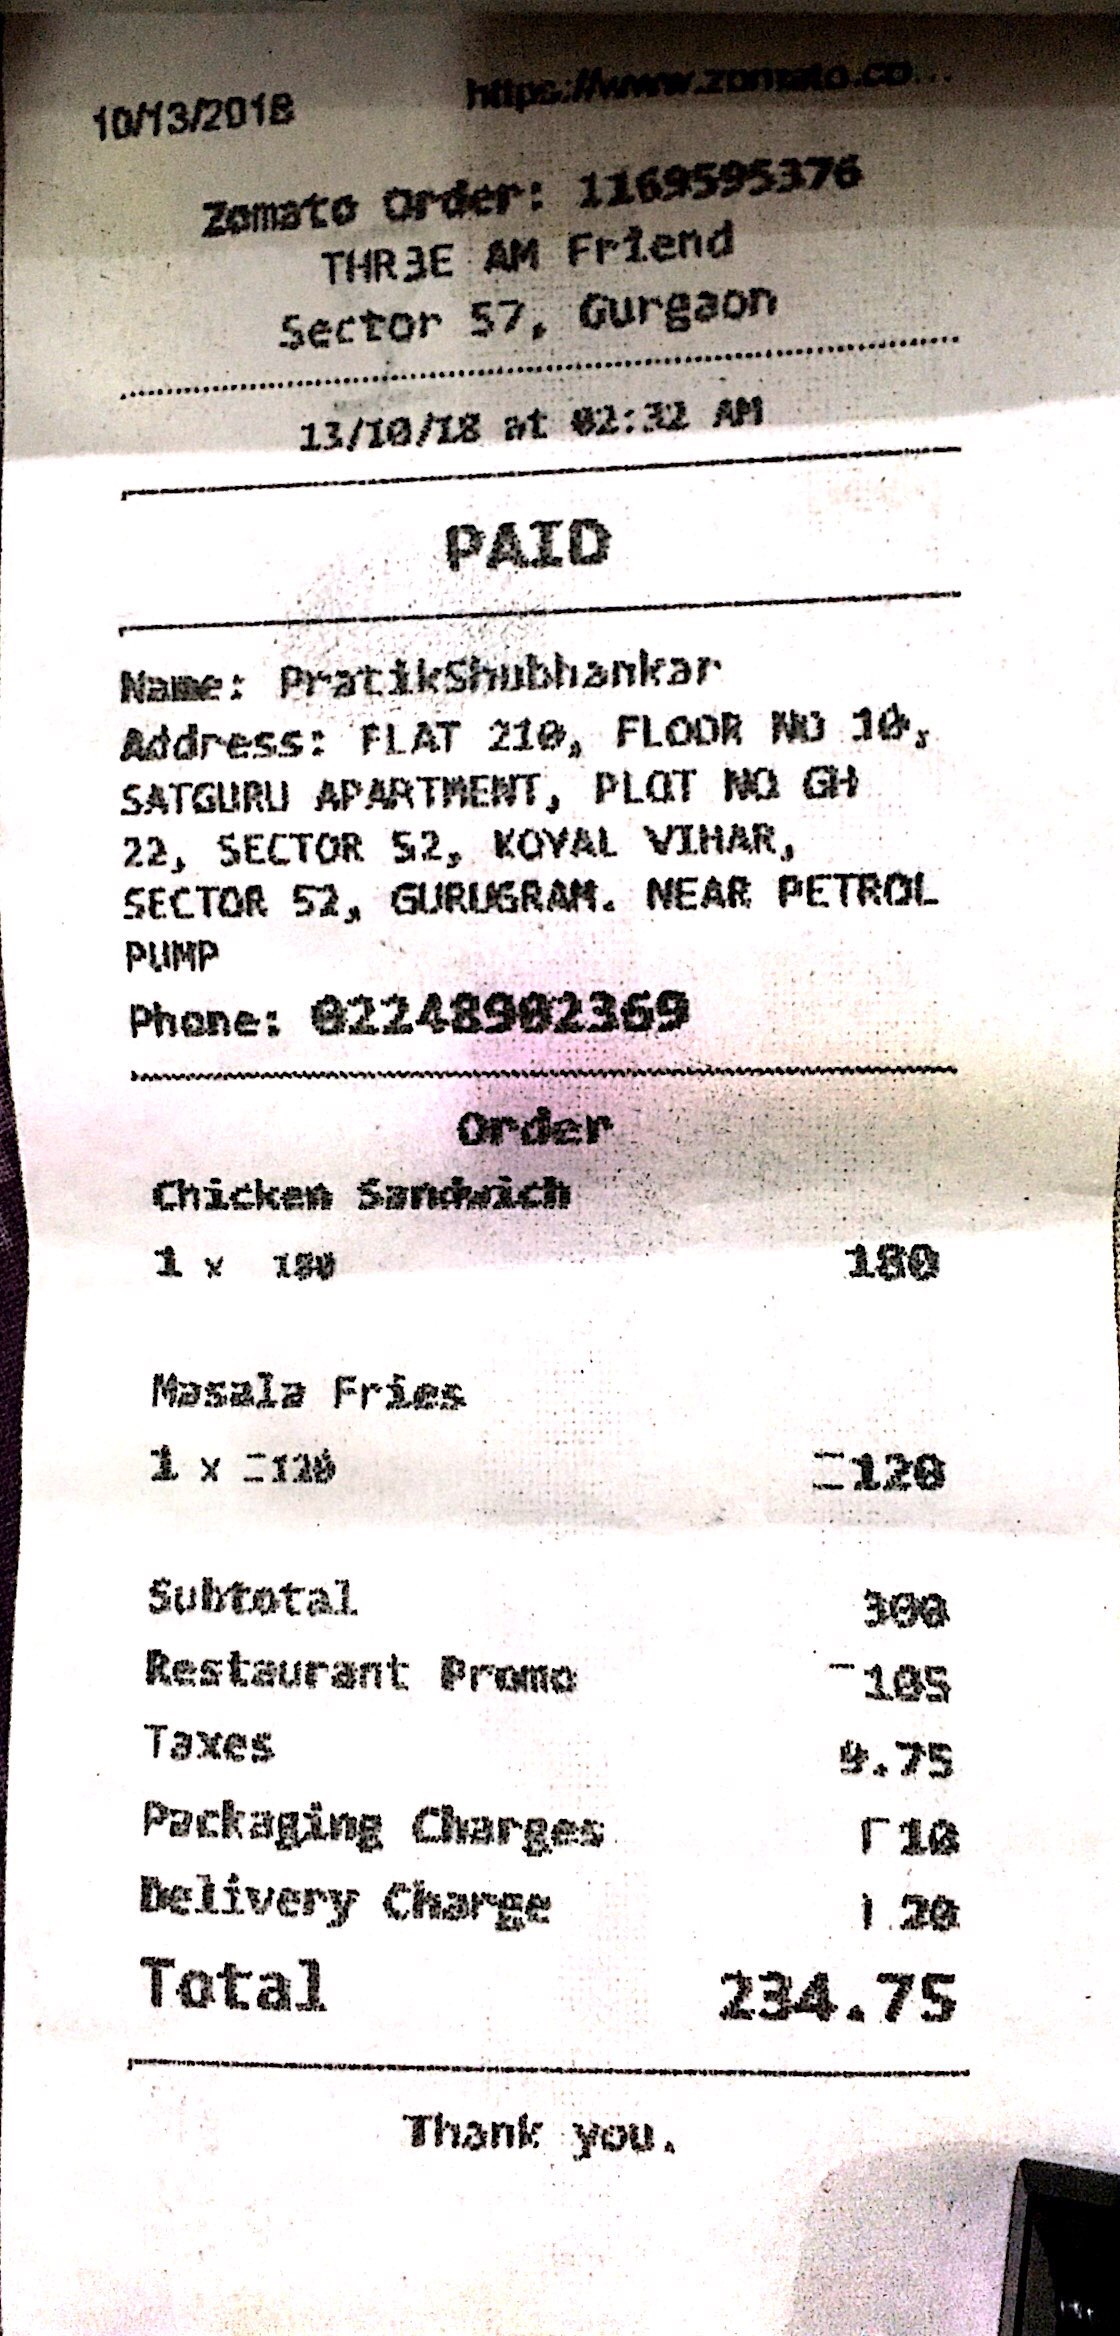 10/13/2018 https://www.zomato.co...
Zomato Order: 1169595376
THR3E AM Friend
Sector 57, Gurgaon
13/10/18 at 02:32 AM
PAID
Name: PratikShubhankar
Address: FLAT 210, FLOOR NO 10,
SATGURU APARTMENT, PLOT NO GH
22, SECTOR 52, KOYAL VIHAR,
SECTOR 52, GURUGRAM. NEAR PETROL
PUMP
Phone: 022489902369
Order
Chicken Sandwich
1 x 180 180
Masala Fries
1 x 120 120
Subtotal 300
Restaurant Promo 105
Taxes 9.75
Packaging Charges 10
Delivery Charge 20
Total 234.75
Thank you.